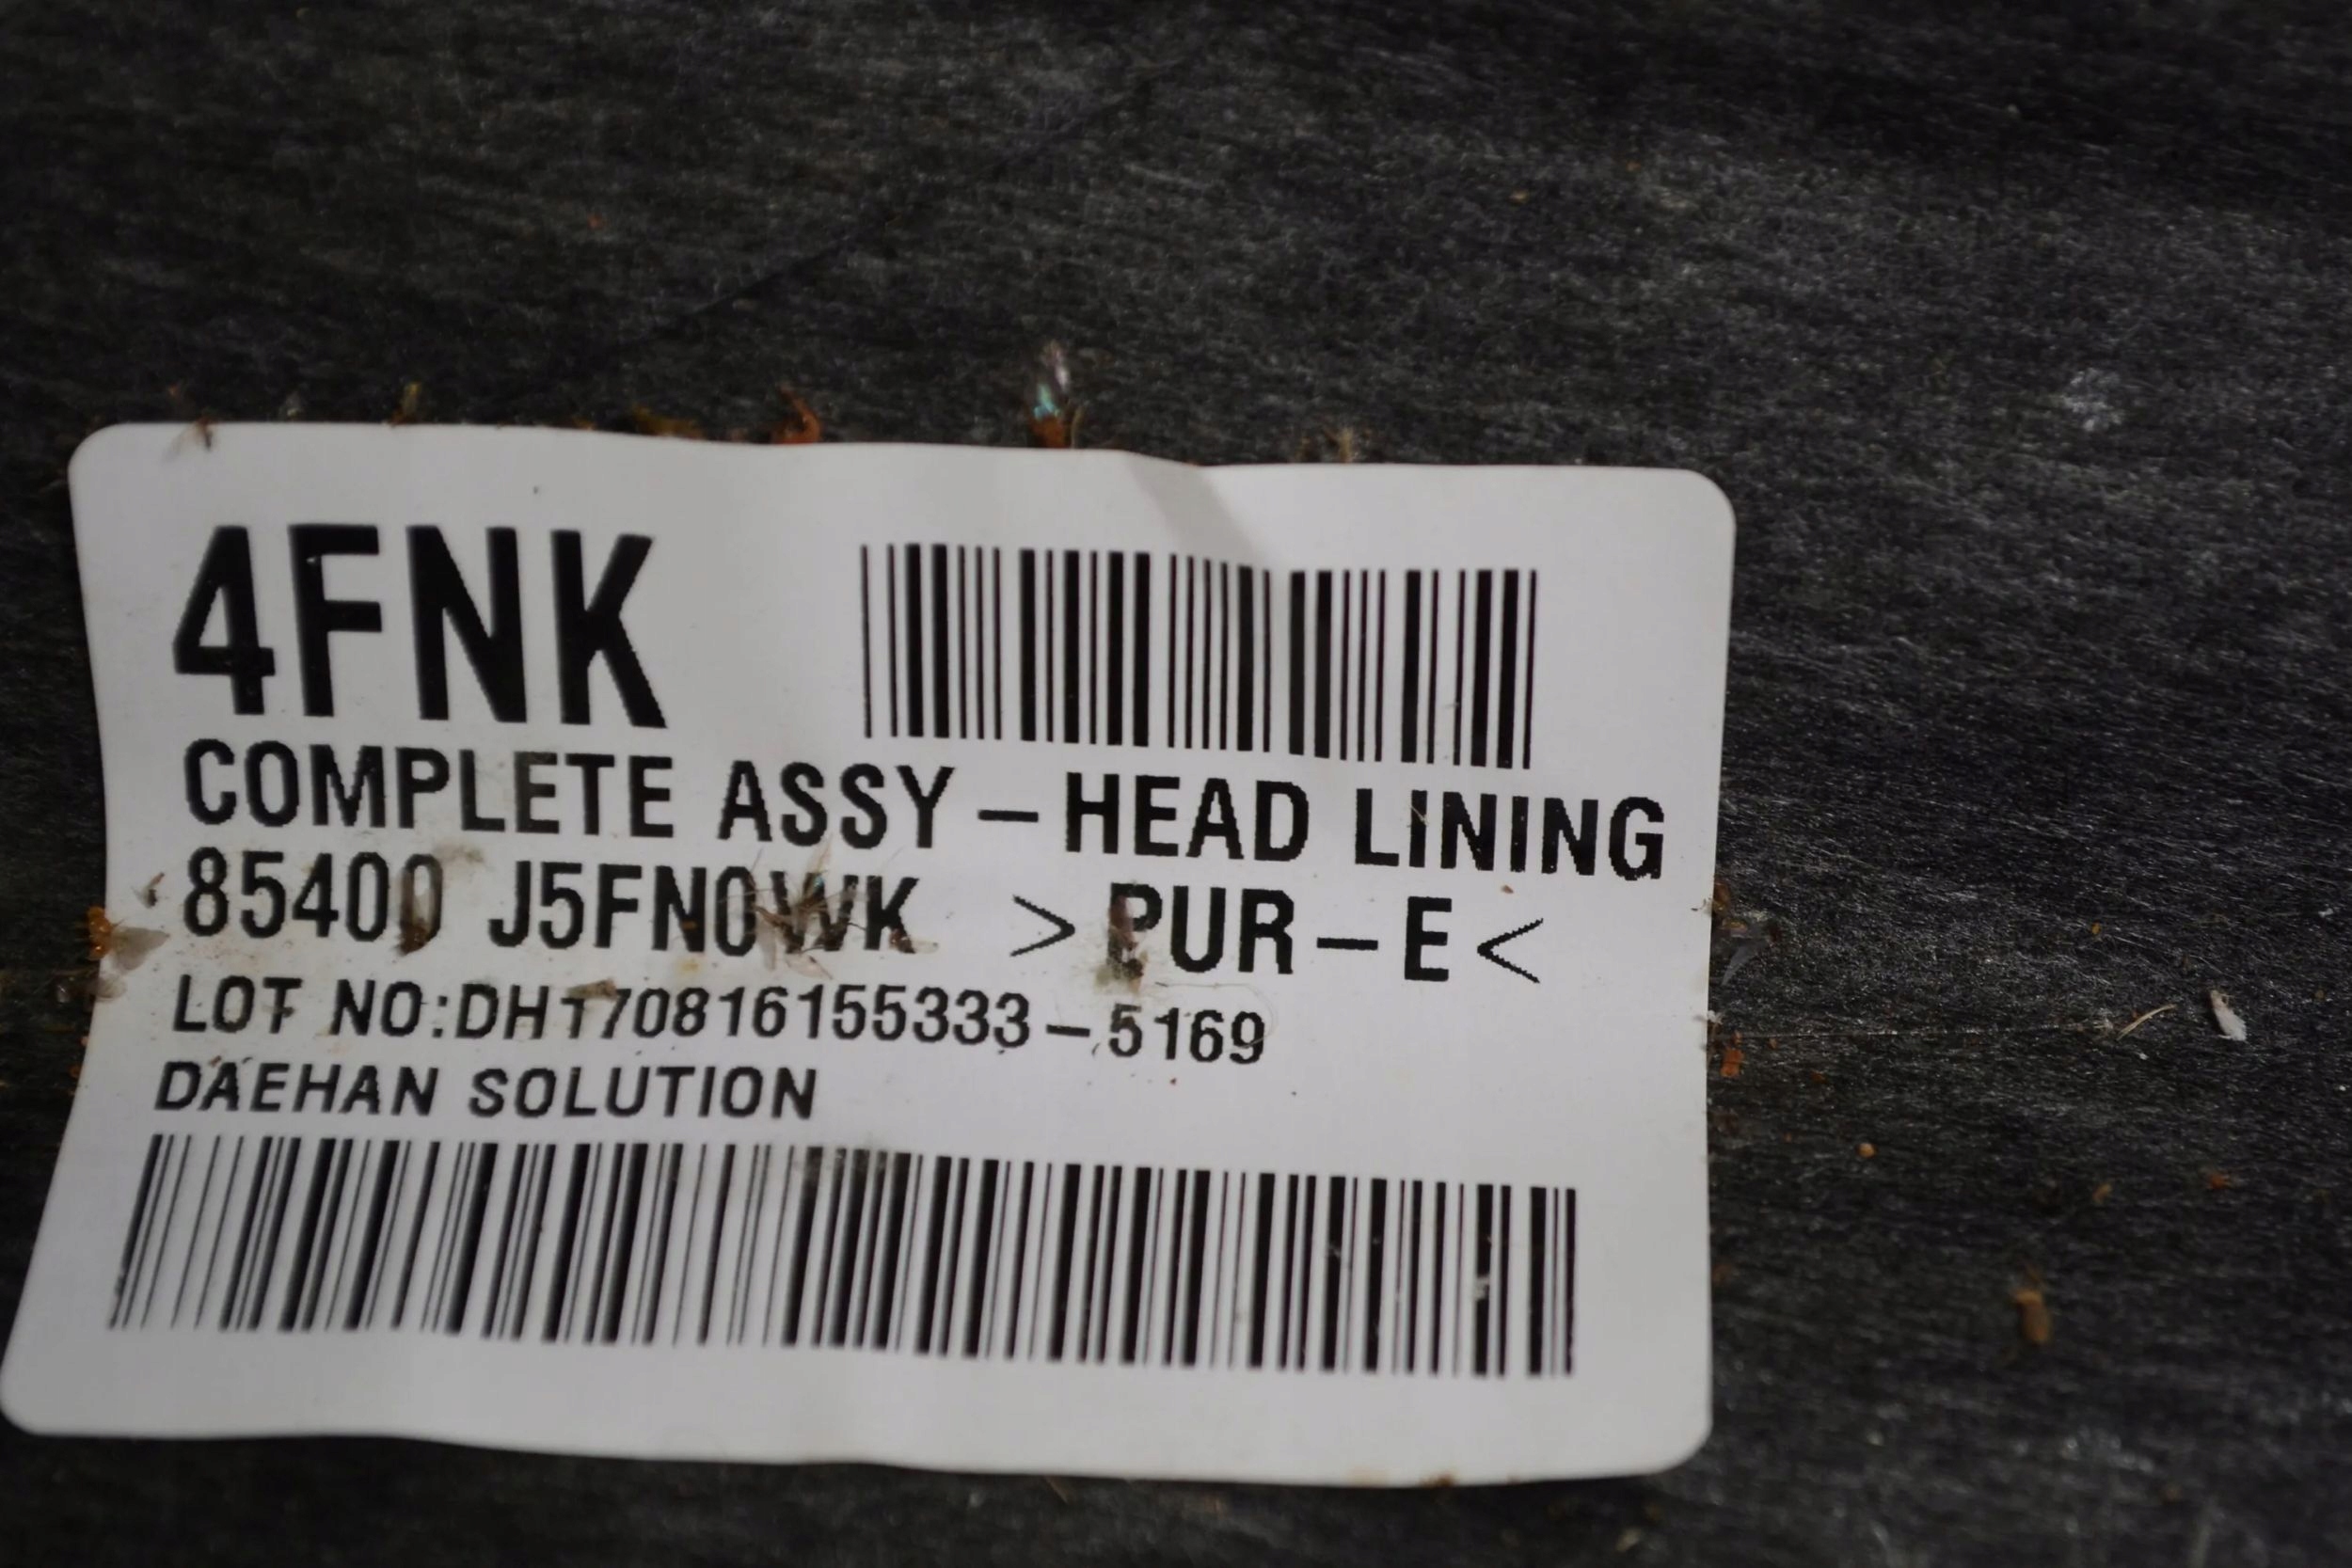 4FNK
COMPLETE ASSY – HEAD LINING
85400 J5FN0WK > PUR – E <
LOT NO:DH170816155333 – 5169
DAEHAN SOLUTION